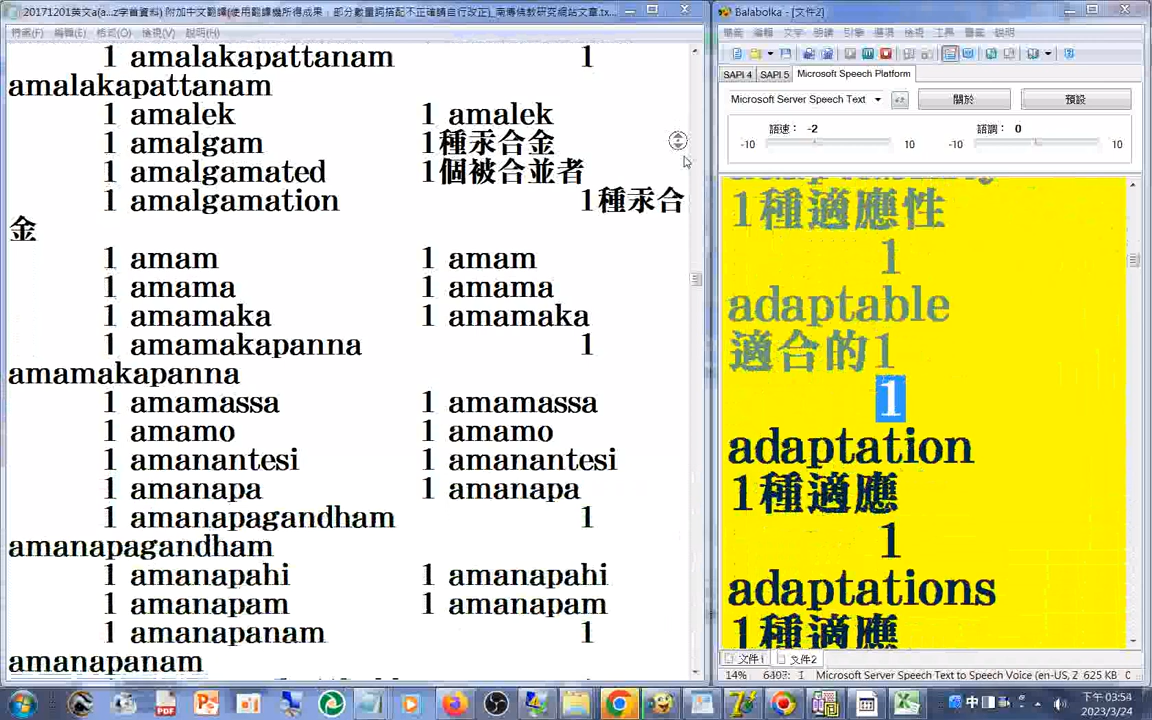 20171201英文a(a...z字首資料) 附加中文翻譯(使用翻譯機所得成果，部分數量詞搭配不正確請自行改正)_南傳佛教研究網站文章.tx...
檔案(F) 編輯(E) 格式(O) 檢視(V) 說明(H)
1 amalakapattanam 1
amalakapattanam
1 amalek 1 amalek
1 amalgam 1種汞合金
1 amalgamated 1個被合並者
1 amalgamation 1種汞合
金
1 amam 1 amam
1 amama 1 amama
1 amamaka 1 amamaka
1 amamakapanna 1
amamakapanna
1 amamassa 1 amamassa
1 amamo 1 amamo
1 amanantesi 1 amanantesi
1 amanapa 1 amanapa
1 amanapagandham 1
amanapagandham
1 amanapahi 1 amanapahi
1 amanapam 1 amanapam
1 amanapanam 1
amanapanam
Balabolka - [文件2]
檔案 編輯 文字 朗讀 引擎 選項 檢視 工具 書籤 視窗 說明
SAPI 4 SAPI 5 Microsoft Speech Platform
Microsoft Server Speech Text 關於 預設
語速： -2 語調： 0
-10 10 -10 10
1種適應性
1
adaptable
適合的1
1
adaptation
1種適應
1
adaptations
1種適應
文件1 文件2
14% Microsoft Server Speech Text to Speech Voice (en-US, Z 625 KB
中
下午 03:54
2023/3/24